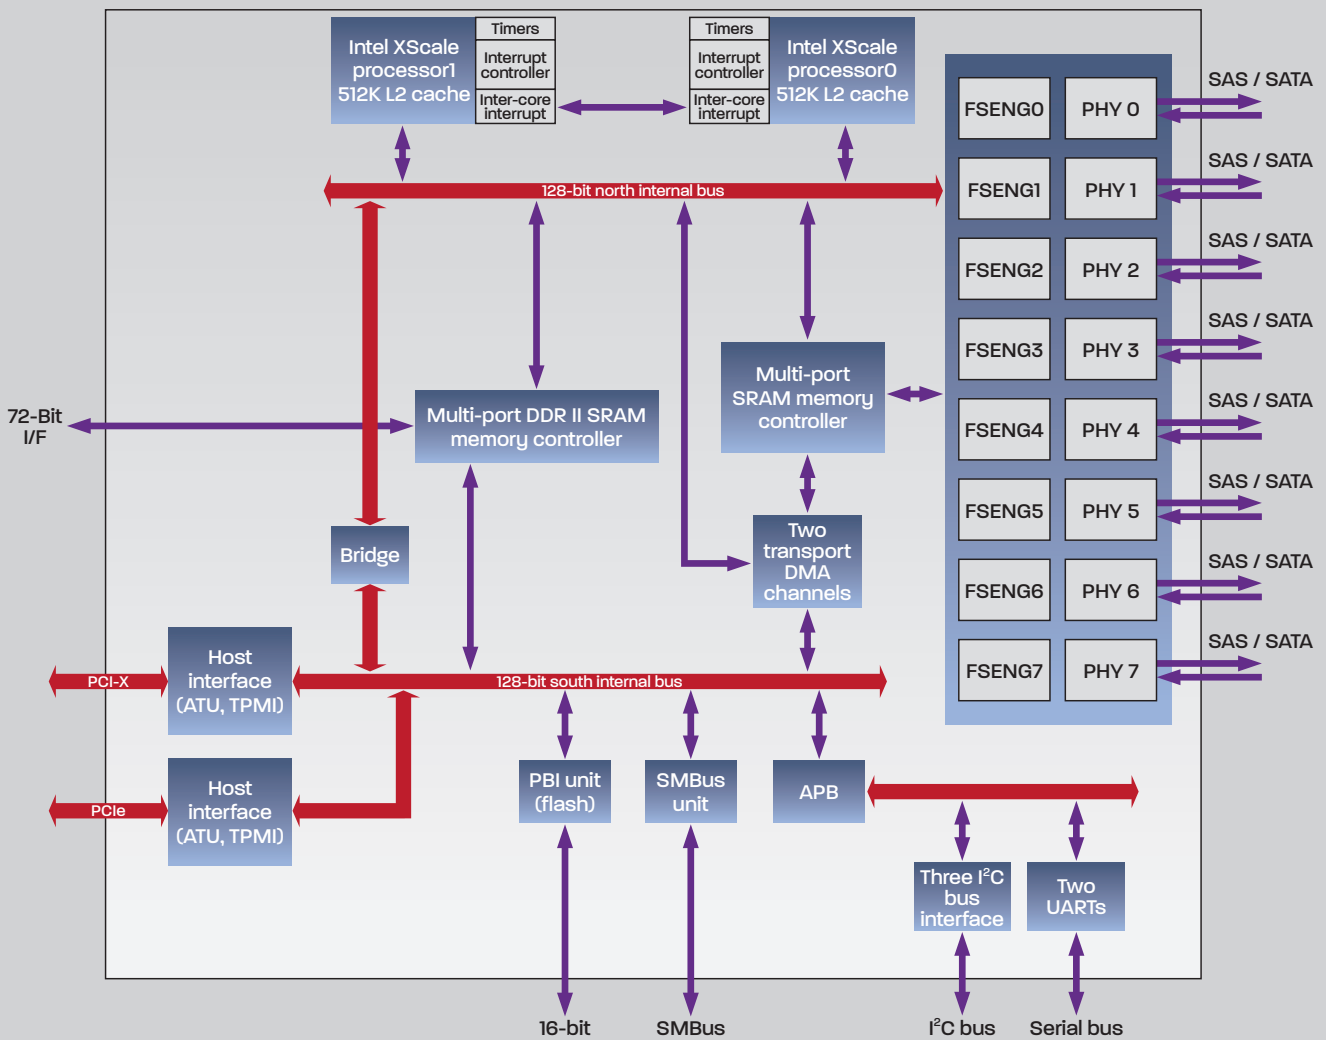 Intel XScale
processor1
512K L2 cache
Timers
Interrupt
controller
Inter-core
interrupt
Timers
Interrupt
controller
Inter-core
interrupt
Intel XScale
processor0
512K L2 cache
128-bit north internal bus
FSENG0
PHY 0
SAS / SATA
FSENG1
PHY 1
SAS / SATA
FSENG2
PHY 2
SAS / SATA
FSENG3
PHY 3
SAS / SATA
FSENG4
PHY 4
SAS / SATA
FSENG5
PHY 5
SAS / SATA
FSENG6
PHY 6
SAS / SATA
FSENG7
PHY 7
SAS / SATA
72-Bit
I/F
Multi-port DDR II SRAM
memory controller
Multi-port
SRAM memory
controller
Bridge
Two
transport
DMA
channels
PCI-X
Host
interface
(ATU, TPMI)
128-bit south internal bus
PCIe
Host
interface
(ATU, TPMI)
PBI unit
(flash)
SMBus
unit
APB
Three I²C
bus
interface
Two
UARTs
16-bit
SMBus
I²C bus
Serial bus